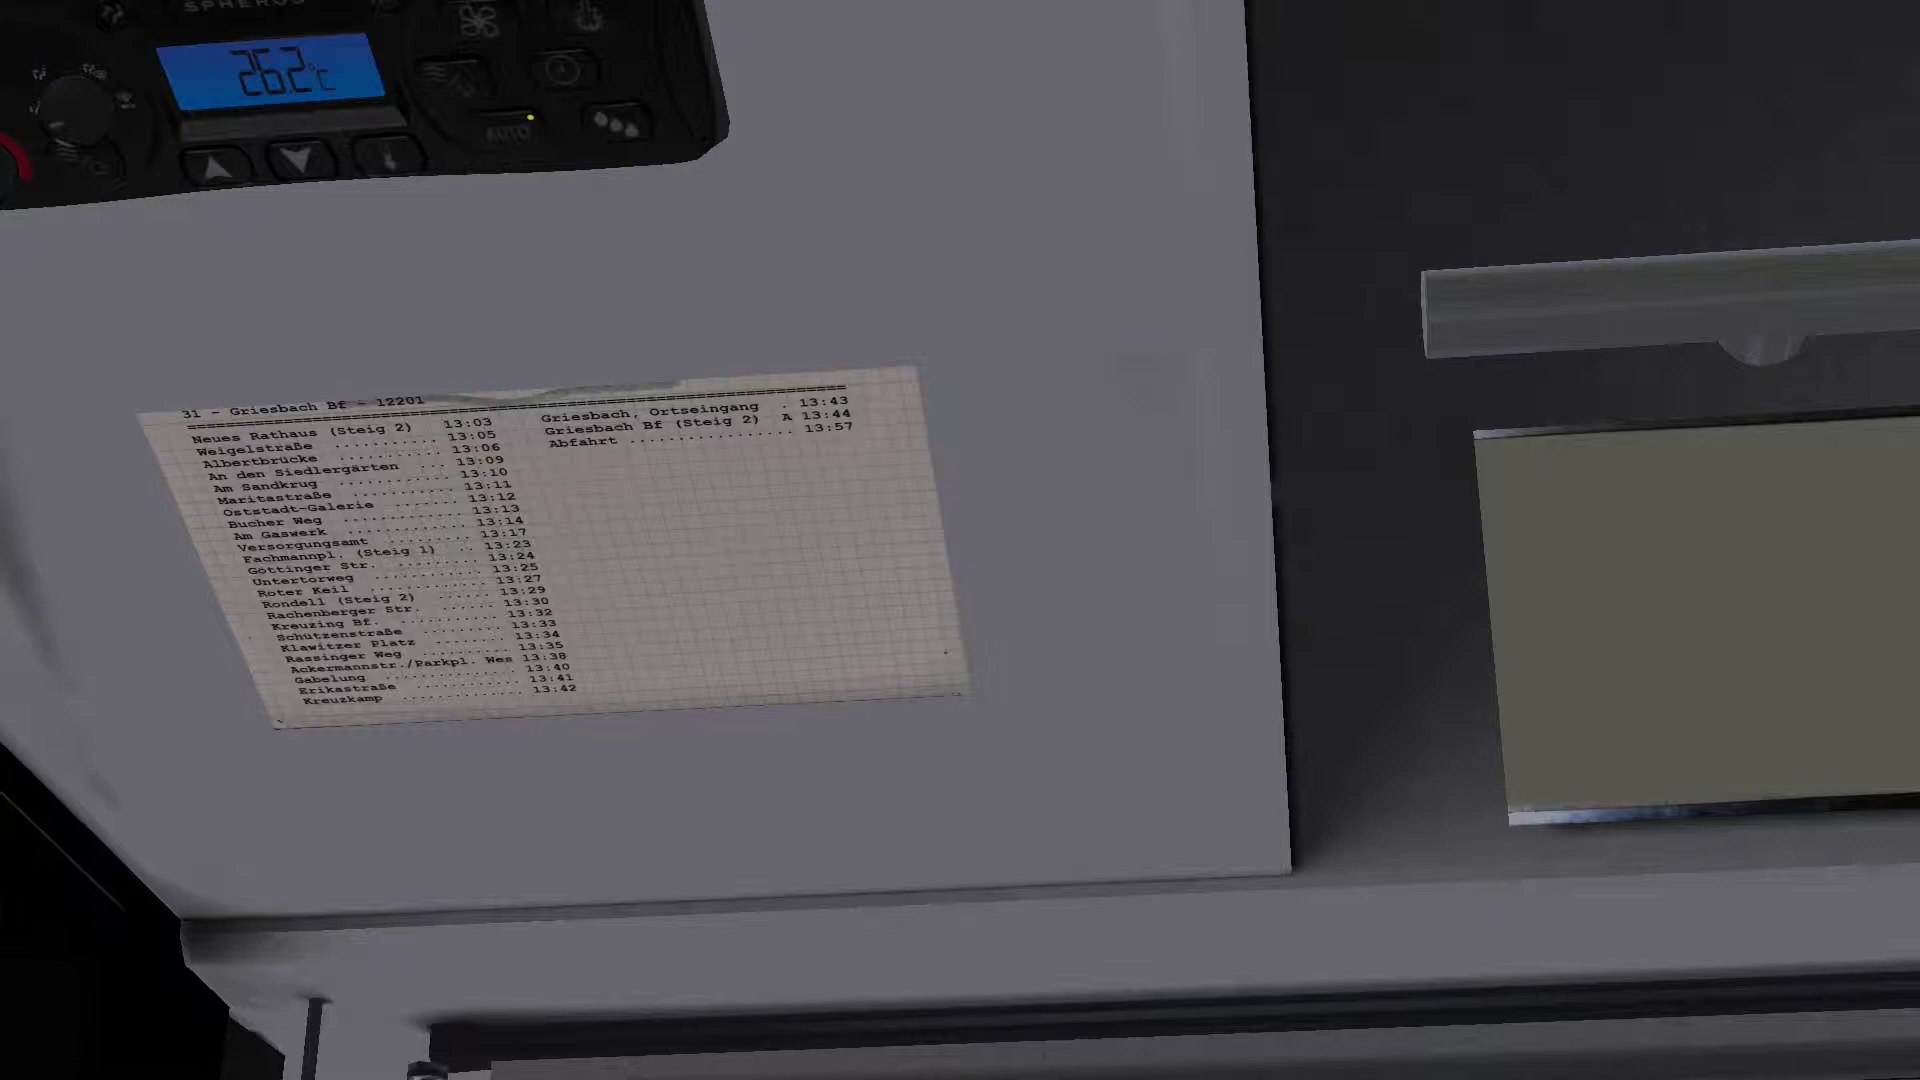 SPHEROS
26.2°C
AUTO
31 - Griesbach Bf - 12201
Neues Rathaus (Steig 2) 13:03
Weigelstraße ........... 13:05
Albertbrücke ........... 13:06
An den Siedlergärten ... 13:09
Am Sandkrug ............ 13:10
Maritastraße ........... 13:11
Oststadt-Galerie ....... 13:12
Bucher Weg ............. 13:13
Am Gaswerk ............. 13:14
Versorgungsamt ......... 13:17
Fachmannpl. (Steig 1) .. 13:23
Göttinger Str. ......... 13:24
Untertorweg ............ 13:25
Roter Keil ............. 13:27
Rondell (Steig 2) ...... 13:29
Rachenberger Str. ...... 13:30
Kreuzing Bf. ........... 13:32
Schützenstraße ......... 13:33
Klawitzer Platz ........ 13:34
Rassinger Weg .......... 13:35
Ackermannstr./Parkpl. Wes 13:38
Gabelung ............... 13:40
Erikastraße ............ 13:41
Kreuzkamp .............. 13:42
Griesbach, Ortseingang . 13:43
Griesbach Bf (Steig 2) A 13:44
Abfahrt ................ 13:57